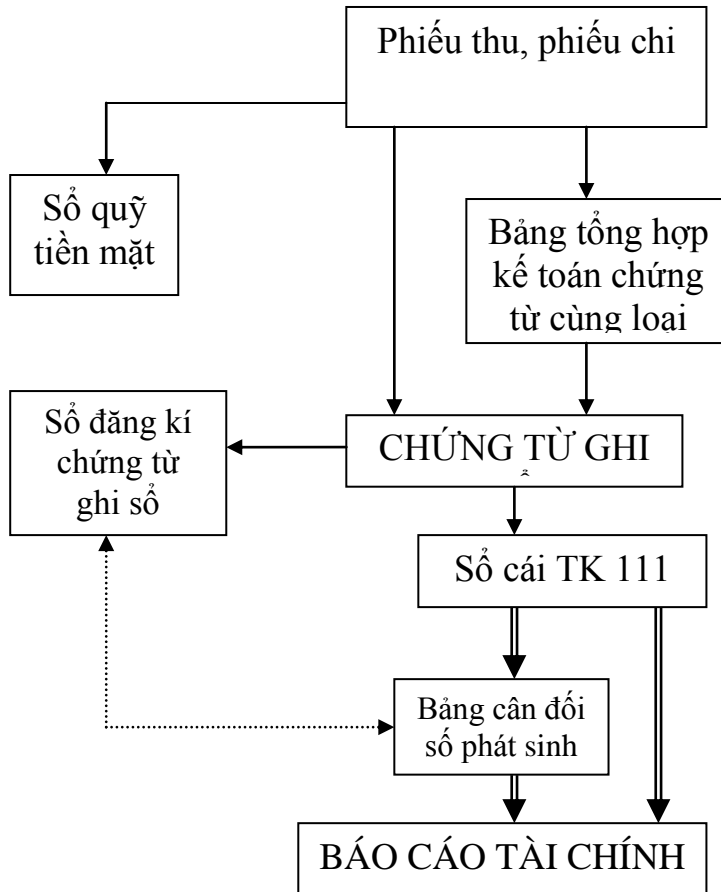 Phiếu thu, phiếu chi
Sổ quỹ
tiền mặt
Bảng tổng hợp
kế toán chứng
từ cùng loại
Sổ đăng kí
chứng từ
ghi sổ
CHỨNG TỪ GHI
Sổ cái TK 111
Bảng cân đối
số phát sinh
BÁO CÁO TÀI CHÍNH